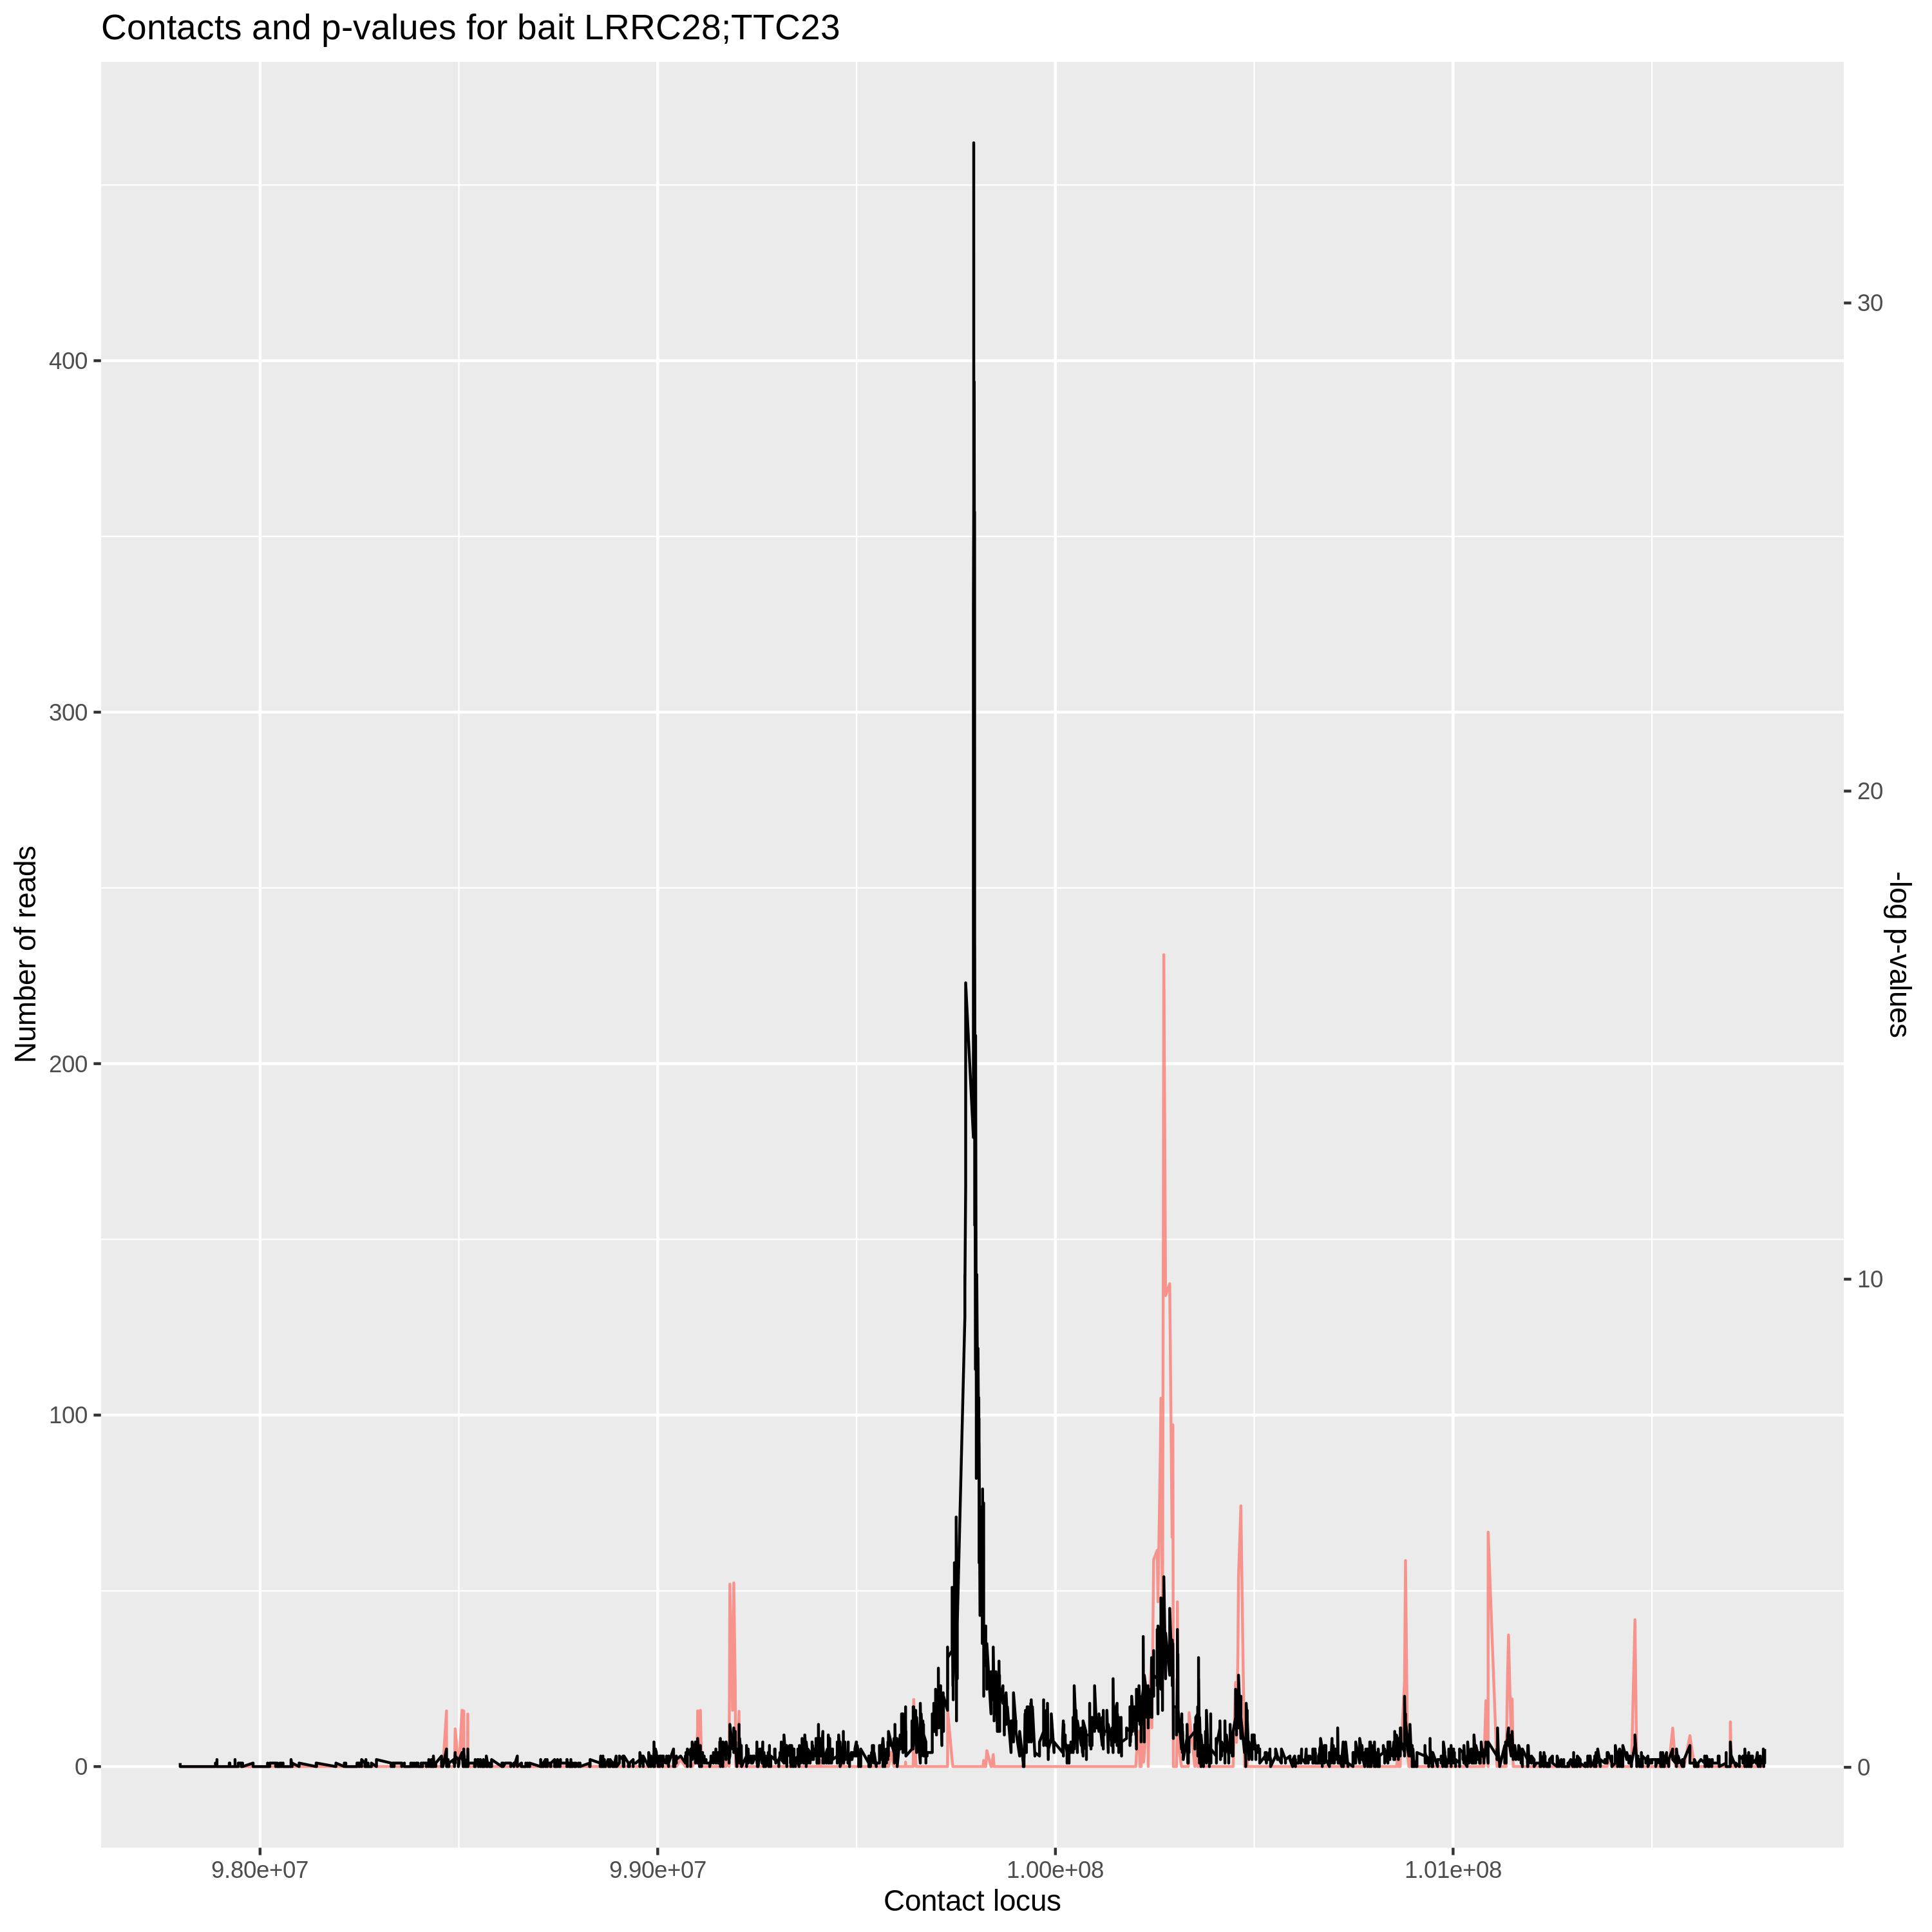 Contacts and p-values for bait LRRC28;TTC23
Number of reads
400
300
200
100
0
30
20
10
0
-log p-values
9.80e+07
9.90e+07
1.00e+08
1.01e+08
Contact locus